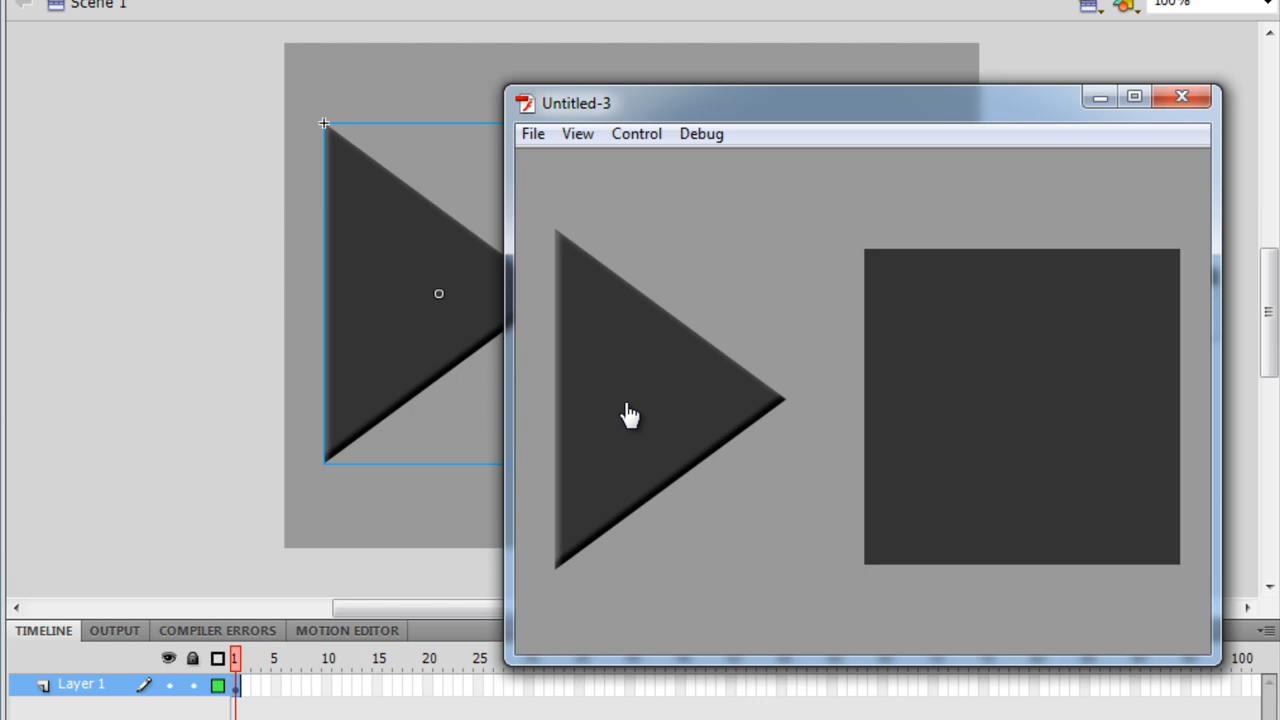 Scene 1
100%
Untitled-3
File View Control Debug
TIMELINE OUTPUT COMPILER ERRORS MOTION EDITOR
1 5 10 15 20 25 100
Layer 1